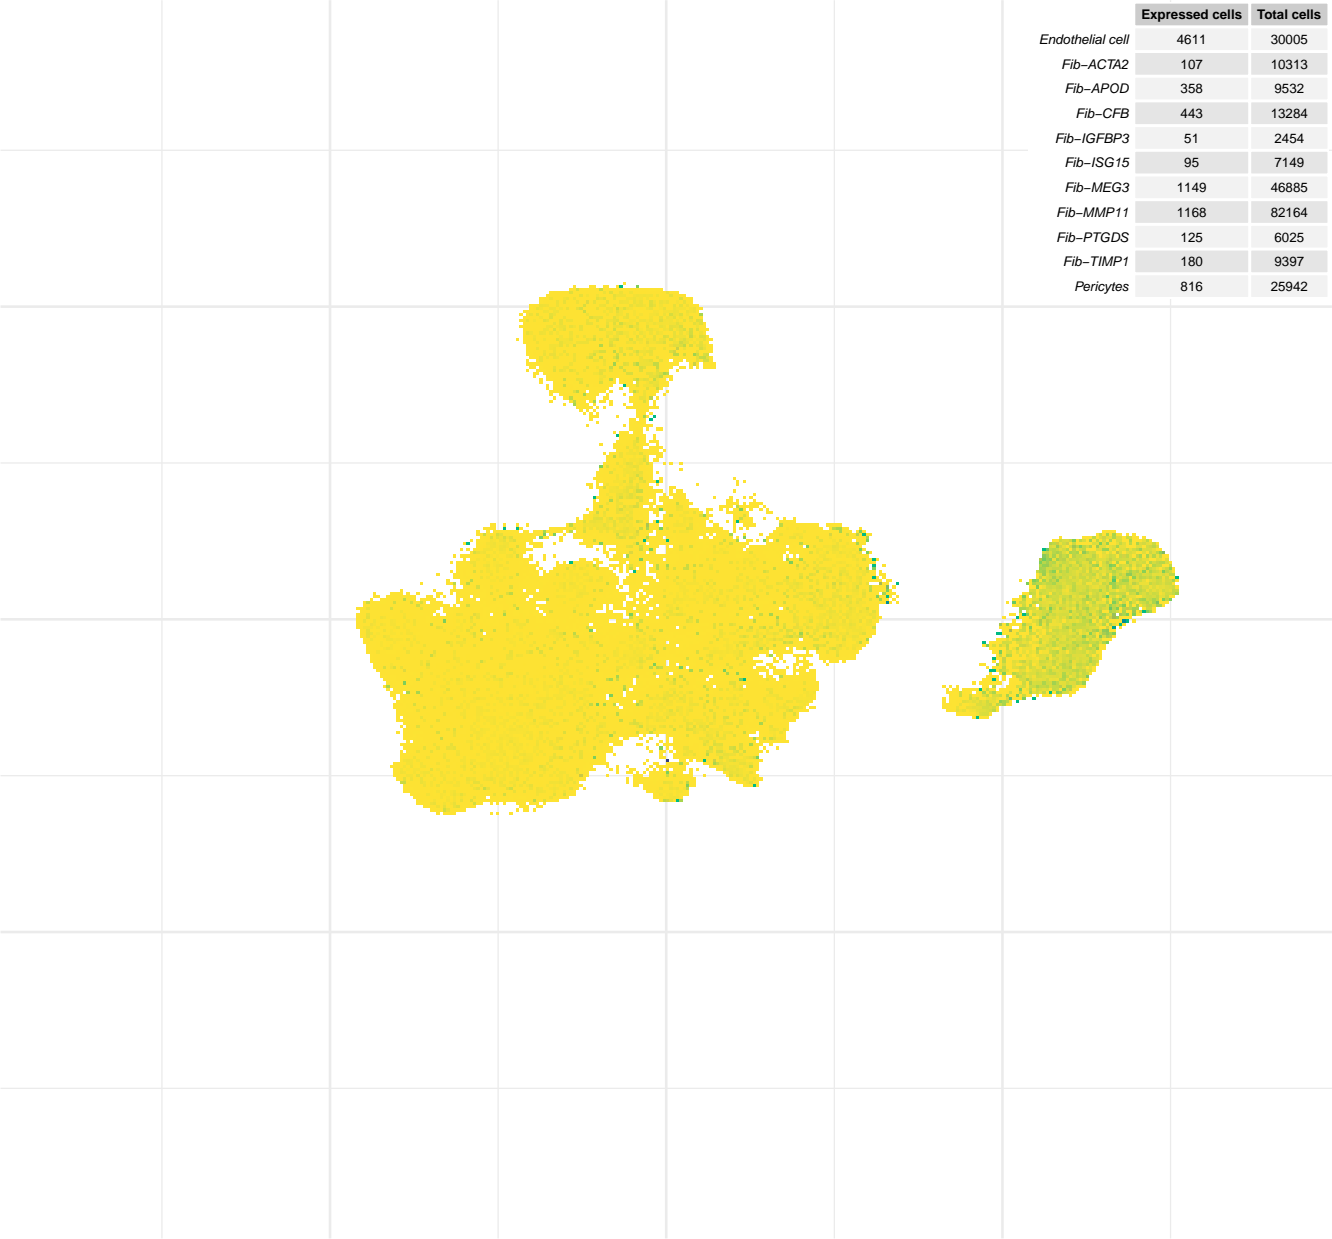 Expressed cells Total cells
Endothelial cell 4611 30005
Fib−ACTA2 107 10313
Fib−APOD 358 9532
Fib−CFB 443 13284
Fib−IGFBP3 51 2454
Fib−ISG15 95 7149
Fib−MEG3 1149 46885
Fib−MMP11 1168 82164
Fib−PTGDS 125 6025
Fib−TIMP1 180 9397
Pericytes 816 25942